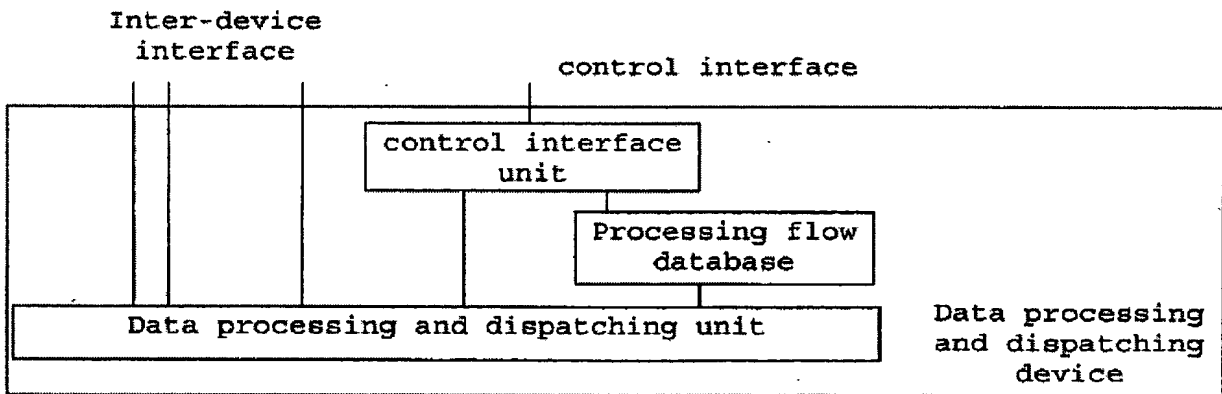 Inter-device
interface
control interface
control interface
unit
Processing flow
database
Data processing and dispatching unit
Data processing
and dispatching
device